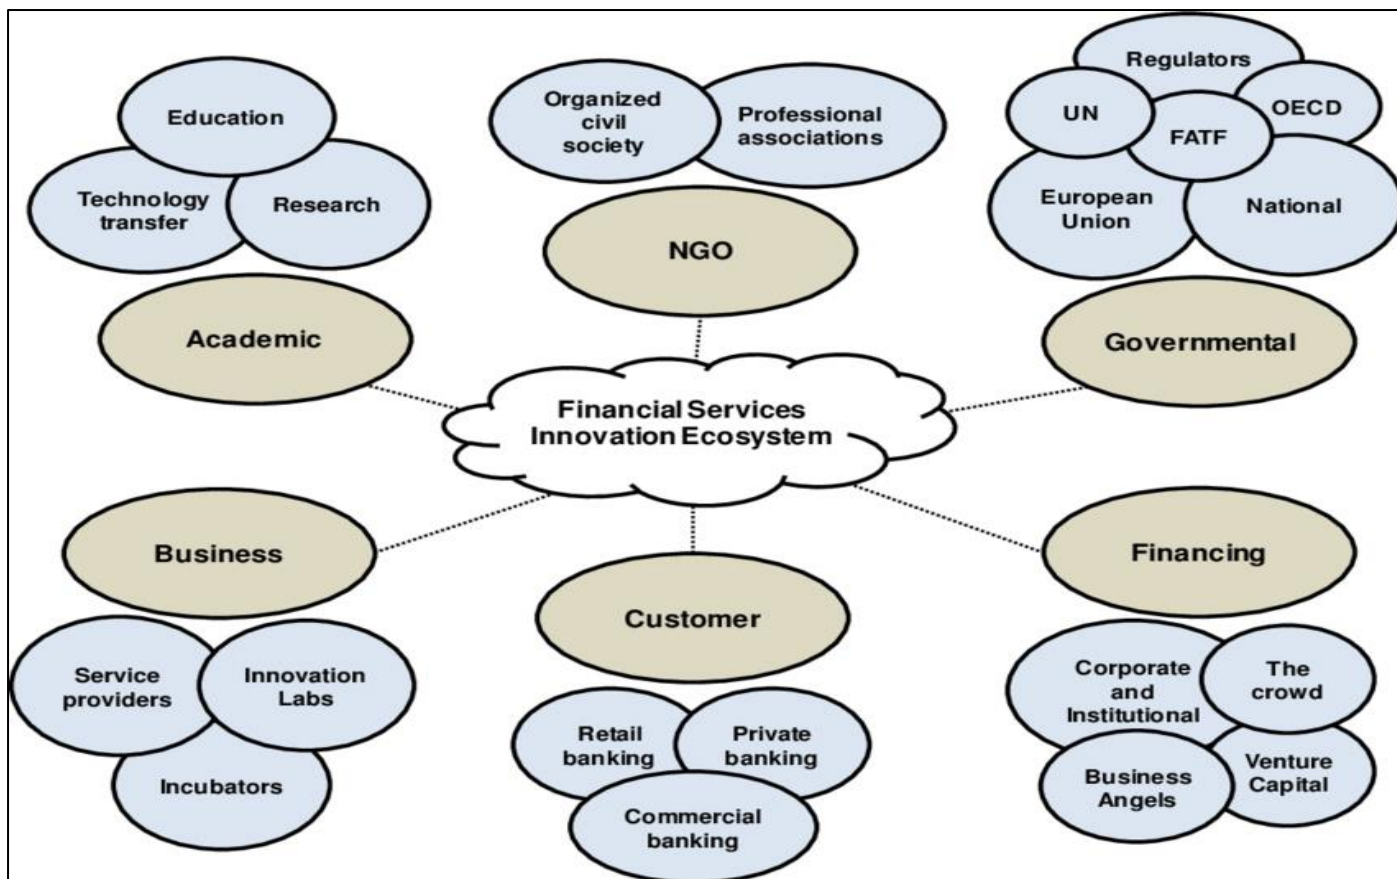 Education
Technology
transfer
Research
Academic
Organized
civil
society
Professional
associations
NGO
Regulators
UN
OECD
FATF
European
Union
National
Governmental
Financial Services
Innovation Ecosystem
Business
Service
providers
Innovation
Labs
Incubators
Customer
Retail
banking
Private
banking
Commercial
banking
Financing
Corporate
and
Institutional
The
crowd
Business
Angels
Venture
Capital